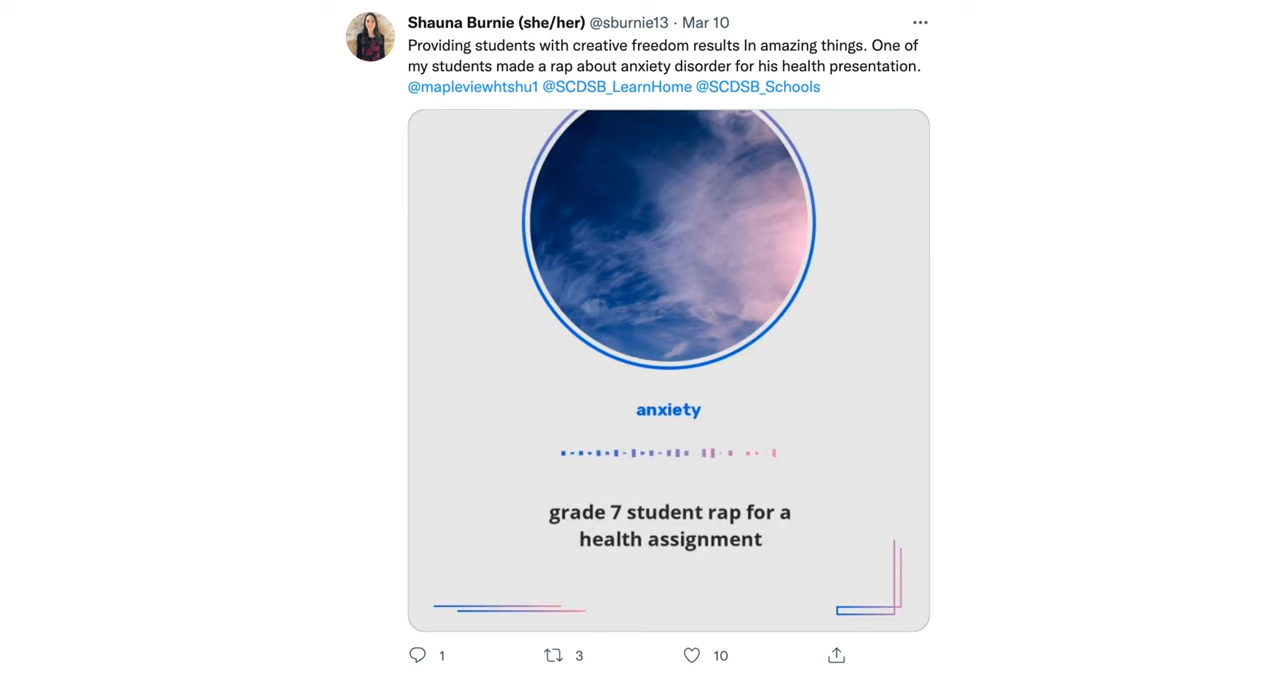 Shauna Burnie (she/her) @sburnie13 · Mar 10
Providing students with creative freedom results In amazing things. One of
my students made a rap about anxiety disorder for his health presentation.
@mapleviewhtshu1 @SCDSB_LearnHome @SCDSB_Schools
anxiety
grade 7 student rap for a
health assignment
1 3 10